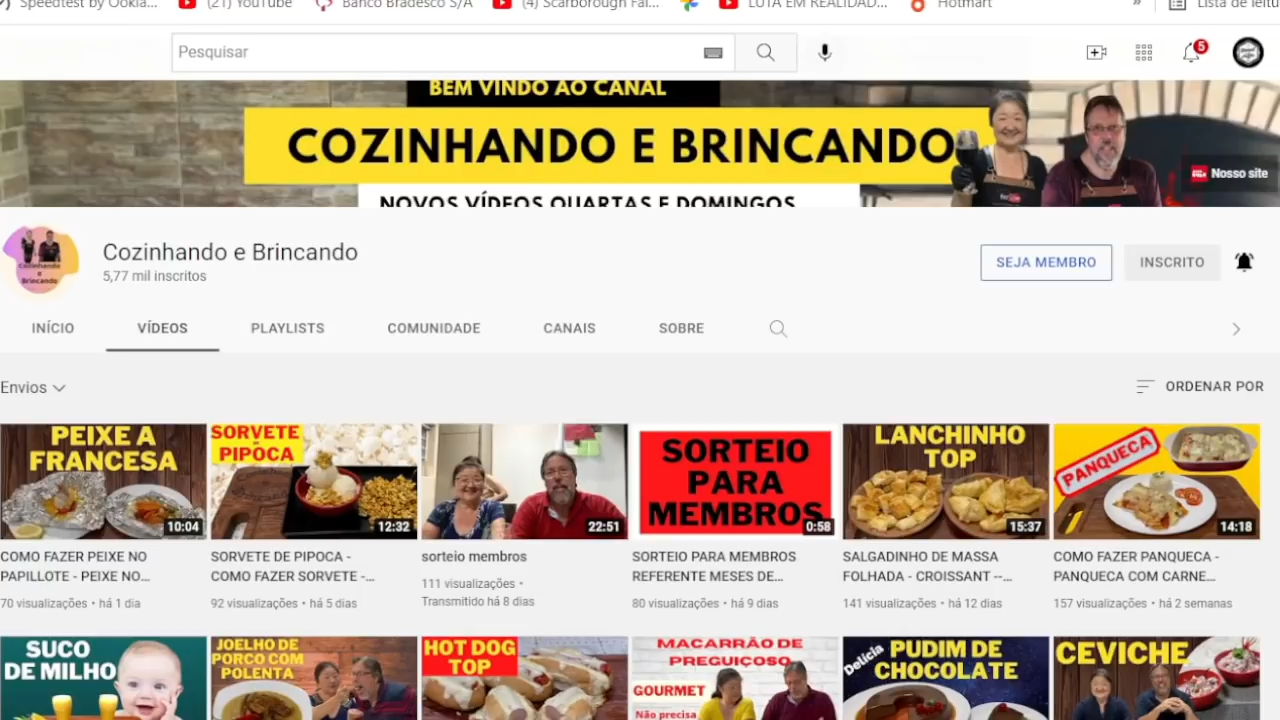 Speedtest by Ookla...
(21) YouTube
Banco Bradesco S/A
(4) Scarborough Fai...
LUTA EM REALIDAD...
Hotmart
»
Lista de leitu
Pesquisar
5
BEM VINDO AO CANAL
COZINHANDO E BRINCANDO
NOVOS VÍDEOS QUARTAS E DOMINGOS
Nosso site
Cozinhando e Brincando
Cozinhando e Brincando
5,77 mil inscritos
SEJA MEMBRO
INSCRITO
INÍCIO
VÍDEOS
PLAYLISTS
COMUNIDADE
CANAIS
SOBRE
Envios
ORDENAR POR
PEIXE A
FRANCESA
10:04
COMO FAZER PEIXE NO
PAPILLOTE - PEIXE NO...
70 visualizações • há 1 dia
SORVETE
PIPOCA
12:32
SORVETE DE PIPOCA -
COMO FAZER SORVETE -...
92 visualizações • há 5 dias
22:51
sorteio membros
111 visualizações •
Transmitido há 8 dias
SORTEIO
PARA
MEMBROS
0:58
SORTEIO PARA MEMBROS
REFERENTE MESES DE...
80 visualizações • há 9 dias
LANCHINHO
TOP
15:37
SALGADINHO DE MASSA
FOLHADA - CROISSANT --...
141 visualizações • há 12 dias
PANQUECA
14:18
COMO FAZER PANQUECA -
PANQUECA COM CARNE...
157 visualizações • há 2 semanas
SUCO
DE MILHO
JOELHO DE
PORCO COM
POLENTA
HOT DOG
TOP
MACARRÃO DE
PREGUIÇOSO
GOURMET
Não precisa
Delícia
PUDIM DE
CHOCOLATE
CEVICHE